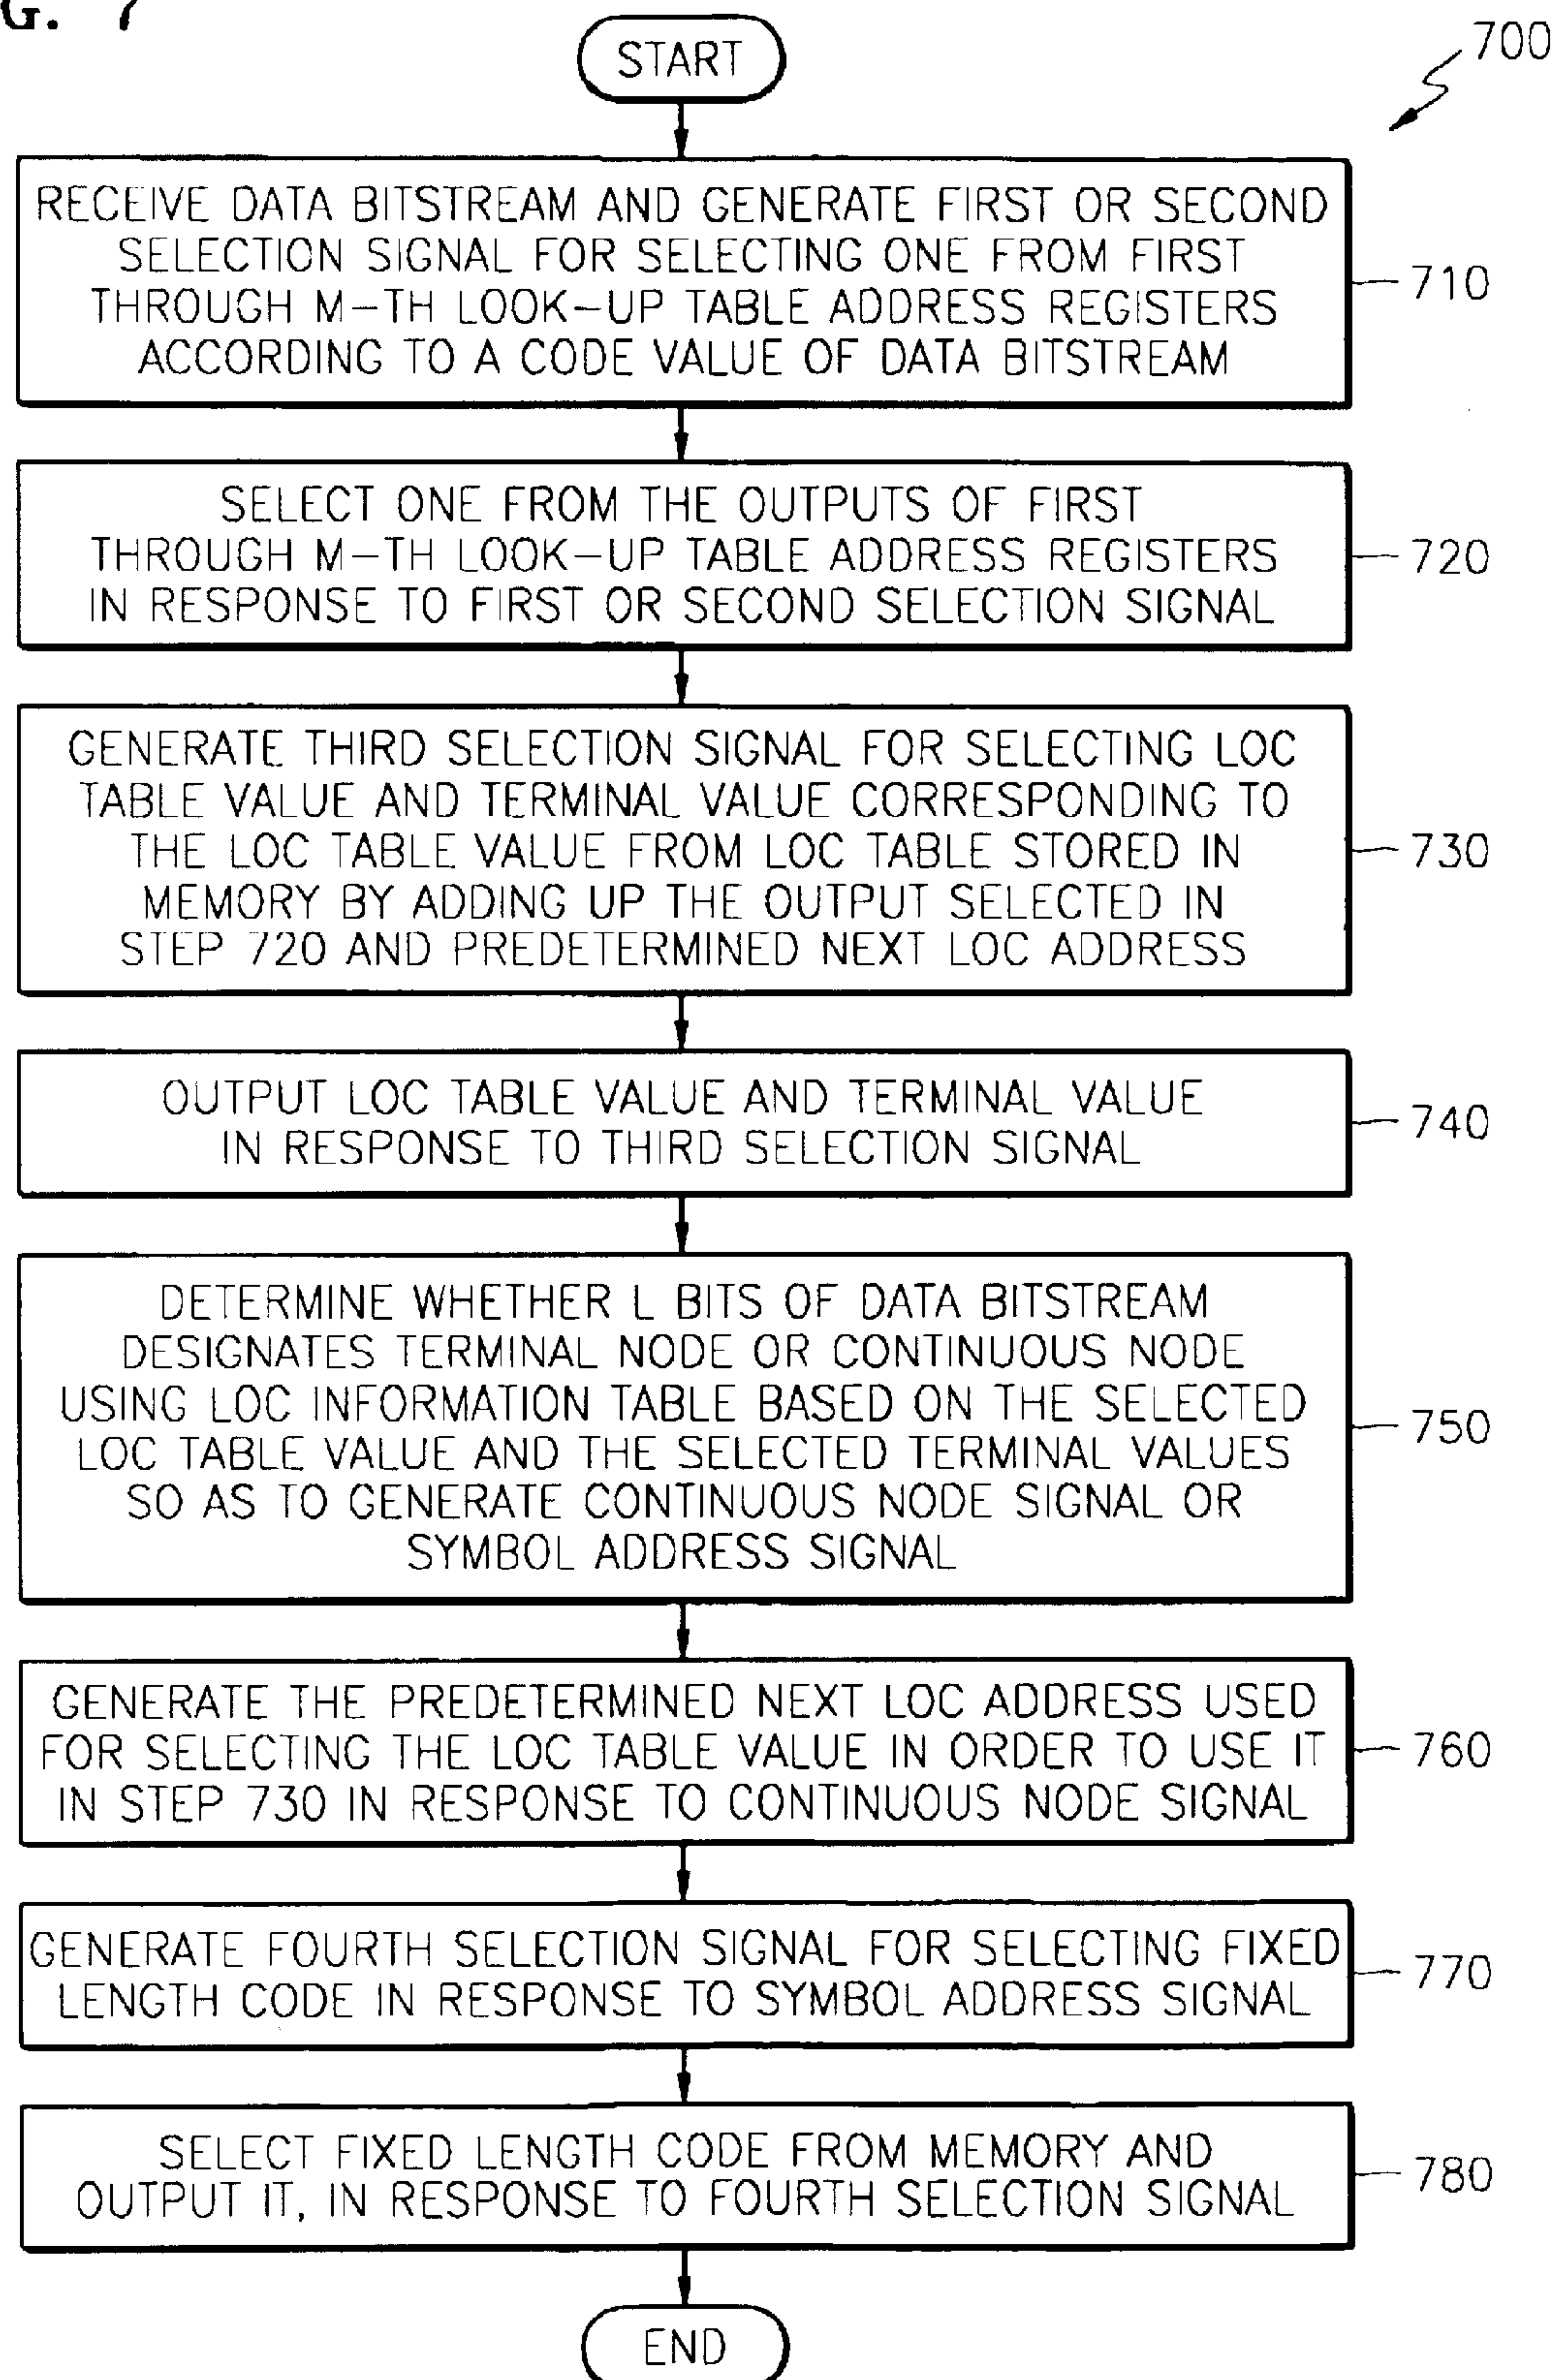 G. 7
START
700
RECEIVE DATA BITSTREAM AND GENERATE FIRST OR SECOND
SELECTION SIGNAL FOR SELECTING ONE FROM FIRST
THROUGH M-TH LOOK-UP TABLE ADDRESS REGISTERS
ACCORDING TO A CODE VALUE OF DATA BITSTREAM
710
SELECT ONE FROM THE OUTPUTS OF FIRST
THROUGH M-TH LOOK-UP TABLE ADDRESS REGISTERS
IN RESPONSE TO FIRST OR SECOND SELECTION SIGNAL
720
GENERATE THIRD SELECTION SIGNAL FOR SELECTING LOC
TABLE VALUE AND TERMINAL VALUE CORRESPONDING TO
THE LOC TABLE VALUE FROM LOC TABLE STORED IN
MEMORY BY ADDING UP THE OUTPUT SELECTED IN
STEP 720 AND PREDETERMINED NEXT LOC ADDRESS
730
OUTPUT LOC TABLE VALUE AND TERMINAL VALUE
IN RESPONSE TO THIRD SELECTION SIGNAL
740
DETERMINE WHETHER L BITS OF DATA BITSTREAM
DESIGNATES TERMINAL NODE OR CONTINUOUS NODE
USING LOC INFORMATION TABLE BASED ON THE SELECTED
LOC TABLE VALUE AND THE SELECTED TERMINAL VALUES
SO AS TO GENERATE CONTINUOUS NODE SIGNAL OR
SYMBOL ADDRESS SIGNAL
750
GENERATE THE PREDETERMINED NEXT LOC ADDRESS USED
FOR SELECTING THE LOC TABLE VALUE IN ORDER TO USE IT
IN STEP 730 IN RESPONSE TO CONTINUOUS NODE SIGNAL
760
GENERATE FOURTH SELECTION SIGNAL FOR SELECTING FIXED
LENGTH CODE IN RESPONSE TO SYMBOL ADDRESS SIGNAL
770
SELECT FIXED LENGTH CODE FROM MEMORY AND
OUTPUT IT, IN RESPONSE TO FOURTH SELECTION SIGNAL
780
END